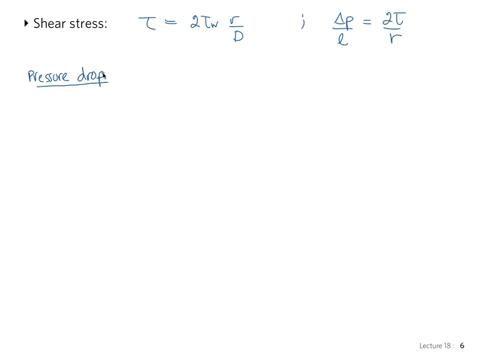 ▸ Shear stress: τ = 2τw r/D ; Δp/l = 2τ/r
Pressure drop
Lecture 18 : 6